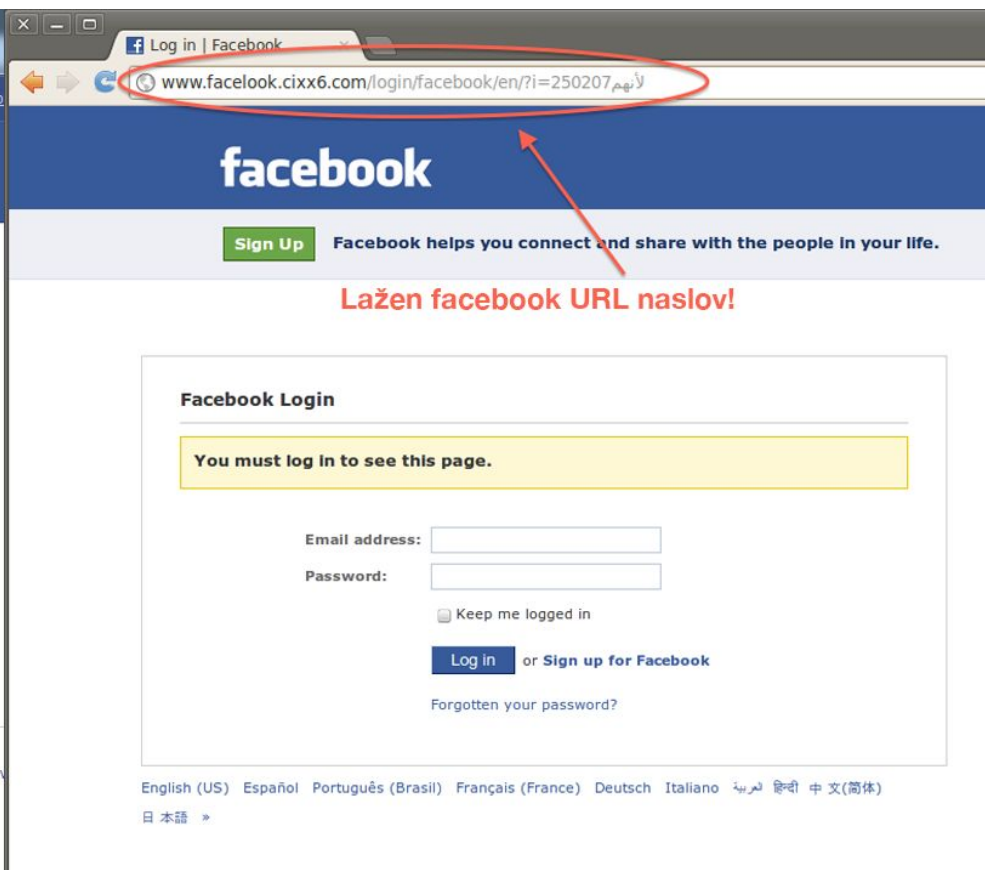 Log in | Facebook
www.facelook.cixx6.com/login/facebook/en/?i=250207لأنهم
facebook
Sign Up Facebook helps you connect and share with the people in your life.
Lažen facebook URL naslov!
Facebook Login
You must log in to see this page.
Email address:
Password:
Keep me logged in
Log in or Sign up for Facebook
Forgotten your password?
English (US) Español Português (Brasil) Français (France) Deutsch Italiano العربية हिन्दी 中文(简体)
日本語 »